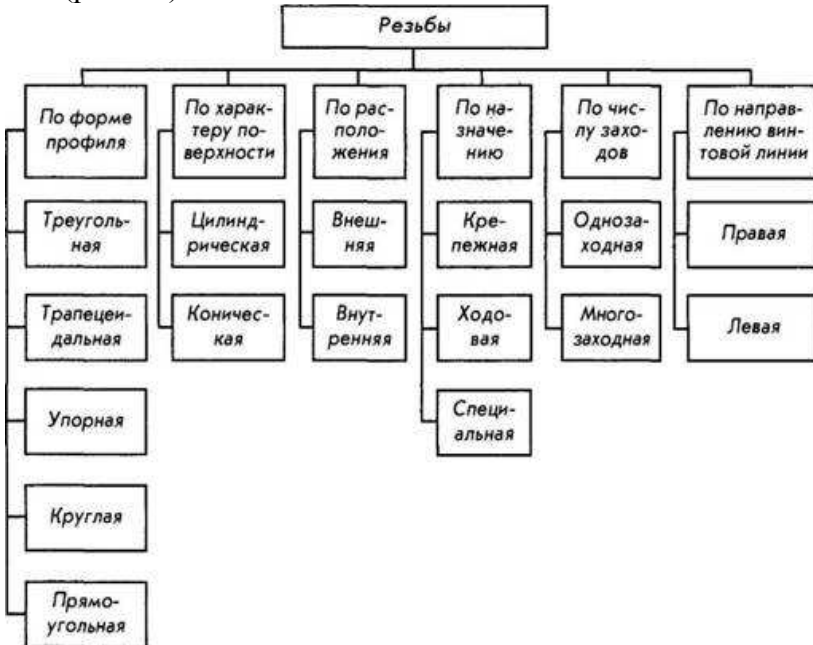 Резьбы
По форме
профиля
По харак-
теру по-
верхности
По рас-
положе-
жения
По на-
значе-
нию
По чис-
лу захо-
дов
По направ-
лению вин-
товой линии
Треуголь-
ная
Цилинд-
рическая
Внеш-
няя
Кре-
пежная
Одноза-
ходная
Правая
Трапецеи-
дальная
Коничес-
кая
Внут-
ренняя
Ходо-
вая
Много-
заходная
Левая
Упорная
Специ-
альная
Круглая
Прямо-
угольная